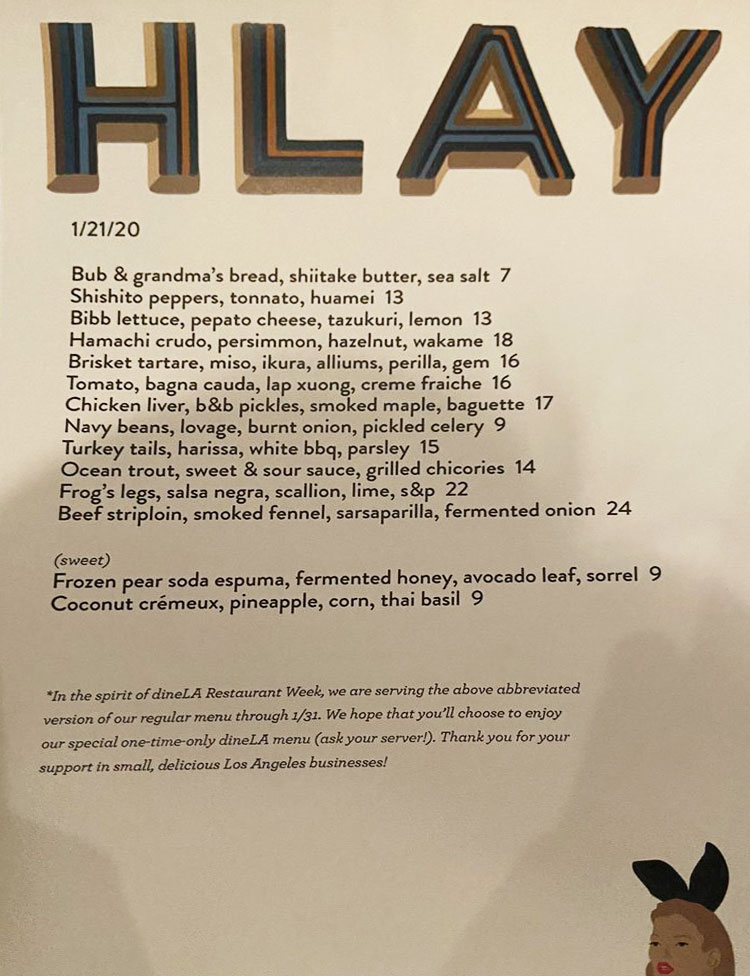 HLAY
1/21/20
Bub & grandma's bread, shiitake butter, sea salt 7
Shishito peppers, tonnato, huamei 13
Bibb lettuce, pepato cheese, tazukuri, lemon 13
Hamachi crudo, persimmon, hazelnut, wakame 18
Brisket tartare, miso, ikura, alliums, perilla, gem 16
Tomato, bagna cauda, lap xuong, creme fraiche 16
Chicken liver, b&b pickles, smoked maple, baguette 17
Navy beans, lovage, burnt onion, pickled celery 9
Turkey tails, harissa, white bbq, parsley 15
Ocean trout, sweet & sour sauce, grilled chicories 14
Frog's legs, salsa negra, scallion, lime, s&p 22
Beef striploin, smoked fennel, sarsaparilla, fermented onion 24
(sweet)
Frozen pear soda espuma, fermented honey, avocado leaf, sorrel 9
Coconut crémeux, pineapple, corn, thai basil 9
*In the spirit of dineLA Restaurant Week, we are serving the above abbreviated
version of our regular menu through 1/31. We hope that you'll choose to enjoy
our special one-time-only dineLA menu (ask your server!). Thank you for your
support in small, delicious Los Angeles businesses!